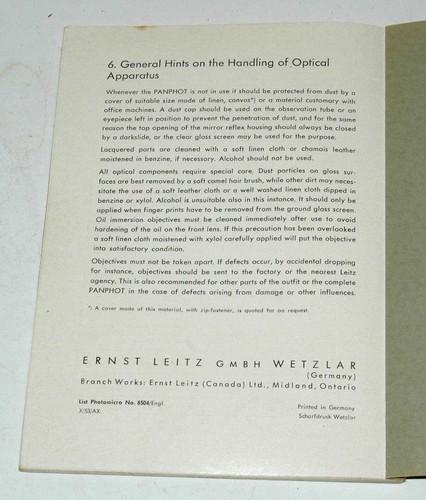 6. General Hints on the Handling of Optical
Apparatus
Whenever the PANPHOT is not in use it should be protected from dust by a
cover of suitable size made of linen, canvas*) or a material customary with
office machines. A dust cap should be used on the observation tube or an
eyepiece left in position to prevent the penetration of dust, and for the same
reason the top opening of the mirror reflex housing should always be closed
by a darkslide, or the clear glass screen may be used for the purpose.
Lacquered parts are cleaned with a soft linen cloth or chamois leather
moistened in benzine, if necessary. Alcohol should not be used.
All optical components require special care. Dust particles on glass sur-
faces are best removed by a soft camel hair brush, while other dirt may neces-
sitate the use of a soft leather cloth or a well washed linen cloth dipped in
benzine or xylol. Alcohol is unsuitable also in this instance. It should only be
applied when finger prints have to be removed from the ground glass screen.
Oil immersion objectives must be cleaned immediately after use to avoid
hardening of the oil on the front lens. If this precaution has been overlooked
a soft linen cloth moistened with xylol carefully applied will put the objective
into satisfactory condition.
Objectives must not be taken apart. If defects occur, by accidental dropping
for instance, objectives should be sent to the factory or the nearest Leitz
agency. This is also recommended for other parts of the outfit or the complete
PANPHOT in the case of defects arising from damage or other influences.
*) A cover made of this material, with zip-fastener, is quoted for on request.
ERNST LEITZ GMBH WETZLAR
(Germany)
Branch Works: Ernst Leitz (Canada) Ltd., Midland, Ontario
List Photomicro No. 8504/Engl.
X/53/AX.
Printed in Germany
Scharfdruck Wetzlar